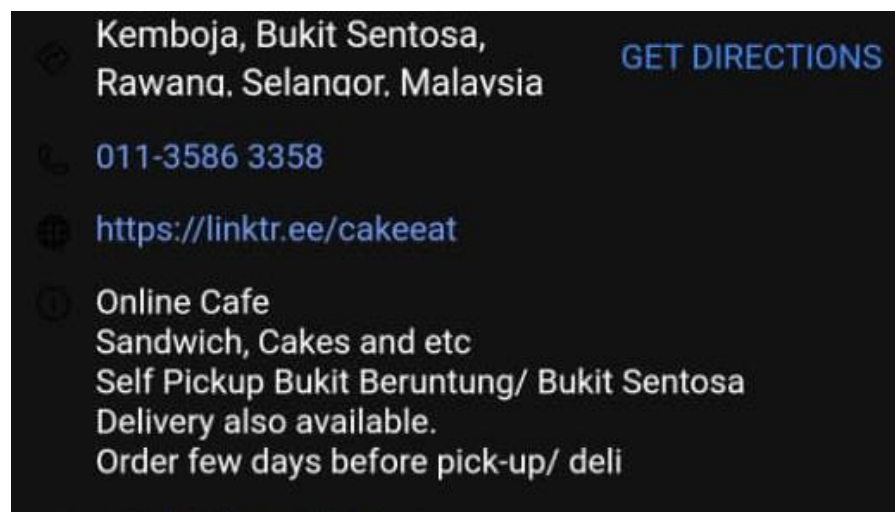 Kemboja, Bukit Sentosa,
Rawang, Selangor, Malaysia
GET DIRECTIONS
011-3586 3358
https://linktr.ee/cakeeat
Online Cafe
Sandwich, Cakes and etc
Self Pickup Bukit Beruntung/ Bukit Sentosa
Delivery also available.
Order few days before pick-up/ deli